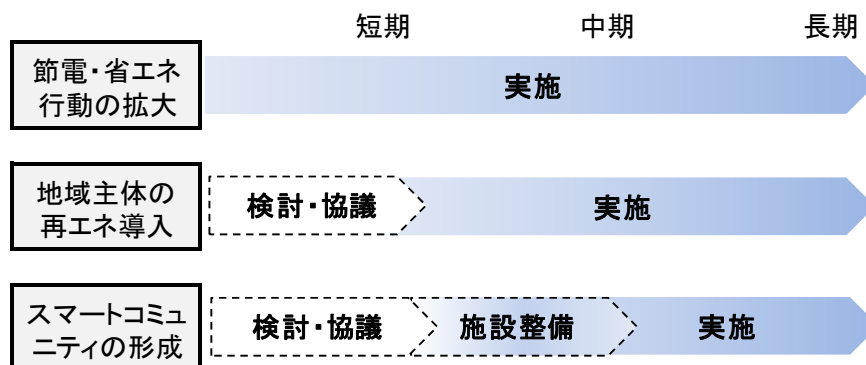 短期 中期 長期
節電・省エネ
行動の拡大
実施
地域主体の
再エネ導入
検討・協議 実施
スマートコミュ
ニティの形成
検討・協議 施設整備 実施